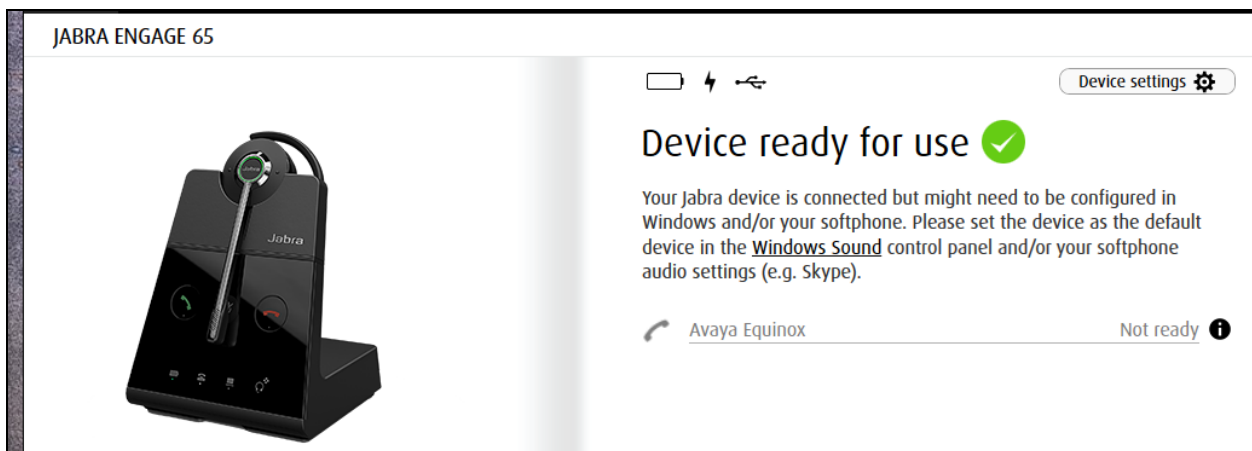 JABRA ENGAGE 65
Device settings
Device ready for use
Your Jabra device is connected but might need to be configured in
Windows and/or your softphone. Please set the device as the default
device in the Windows Sound control panel and/or your softphone
audio settings (e.g. Skype).
Avaya Equinox Not ready
Jabra
Jabra